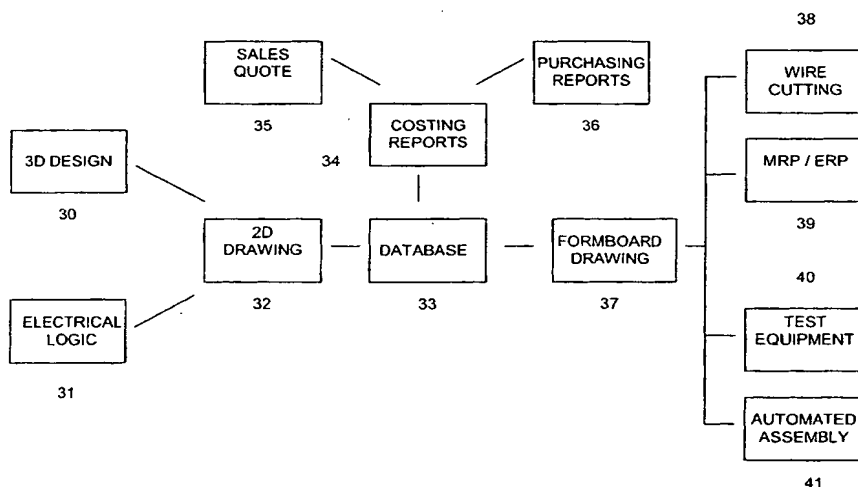 38
SALES
QUOTE
PURCHASING
REPORTS
WIRE
CUTTING
35
36
34
COSTING
REPORTS
3D DESIGN
MRP / ERP
30
39
2D
DRAWING
DATABASE
FORMBOARD
DRAWING
40
32
33
37
ELECTRICAL
LOGIC
TEST
EQUIPMENT
31
AUTOMATED
ASSEMBLY
41